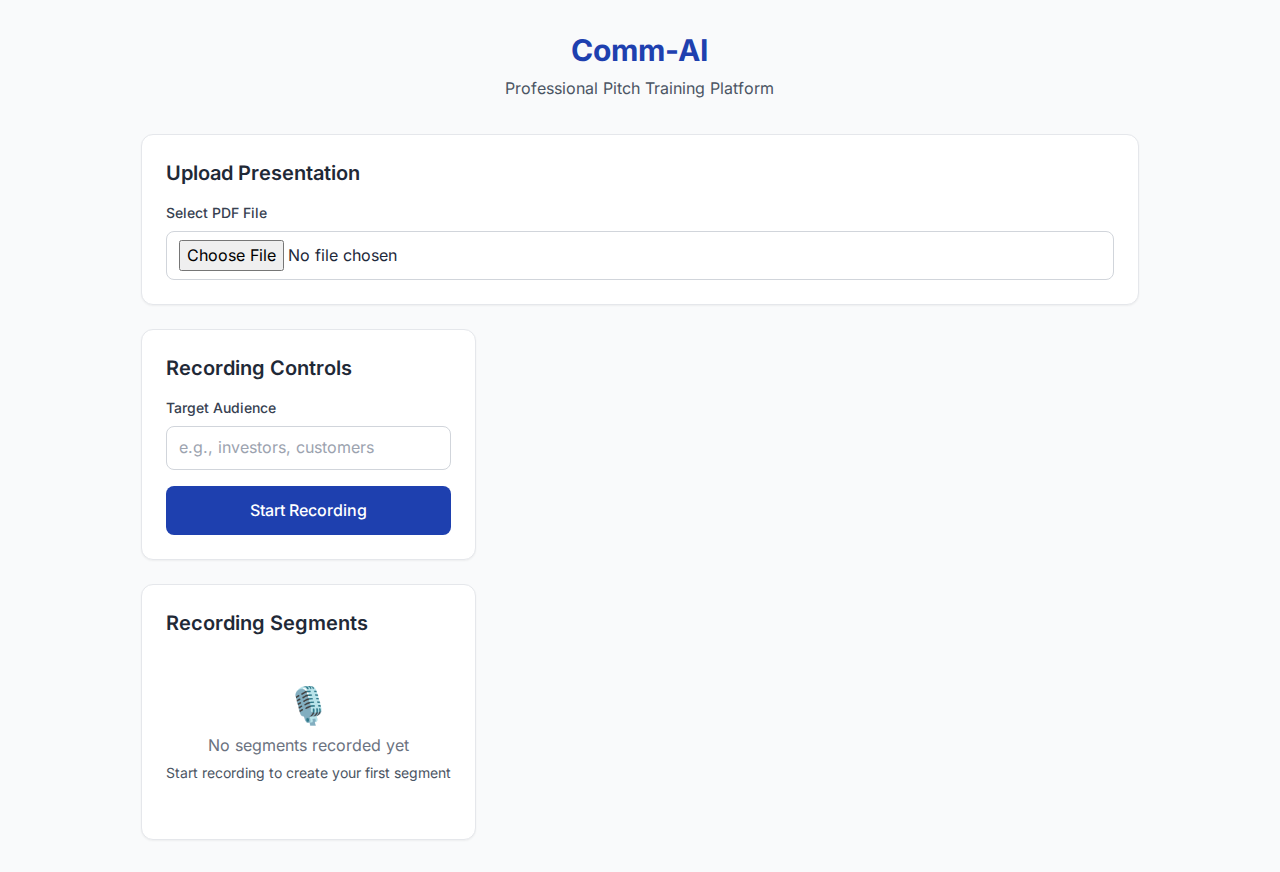 Comm-AI
Professional Pitch Training Platform
Upload Presentation
Select PDF File
Choose File No file chosen
Recording Controls
Target Audience
e.g., investors, customers
Start Recording
Recording Segments
No segments recorded yet
Start recording to create your first segment